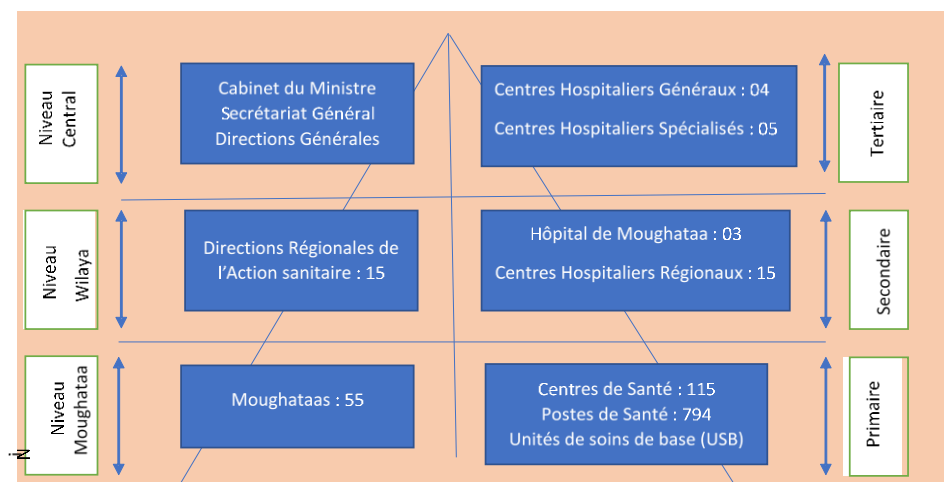 Niveau
Central
Cabinet du Ministre
Secrétariat Général
Directions Générales
Centres Hospitaliers Généraux : 04
Centres Hospitaliers Spécialisés : 05
Tertiaire
Niveau
Wilaya
Directions Régionales de
l'Action sanitaire : 15
Hôpital de Moughataa : 03
Centres Hospitaliers Régionaux : 15
Secondaire
Niveau
Moughataa
Moughataas : 55
Centres de Santé : 115
Postes de Santé : 794
Unités de soins de base (USB)
Primaire